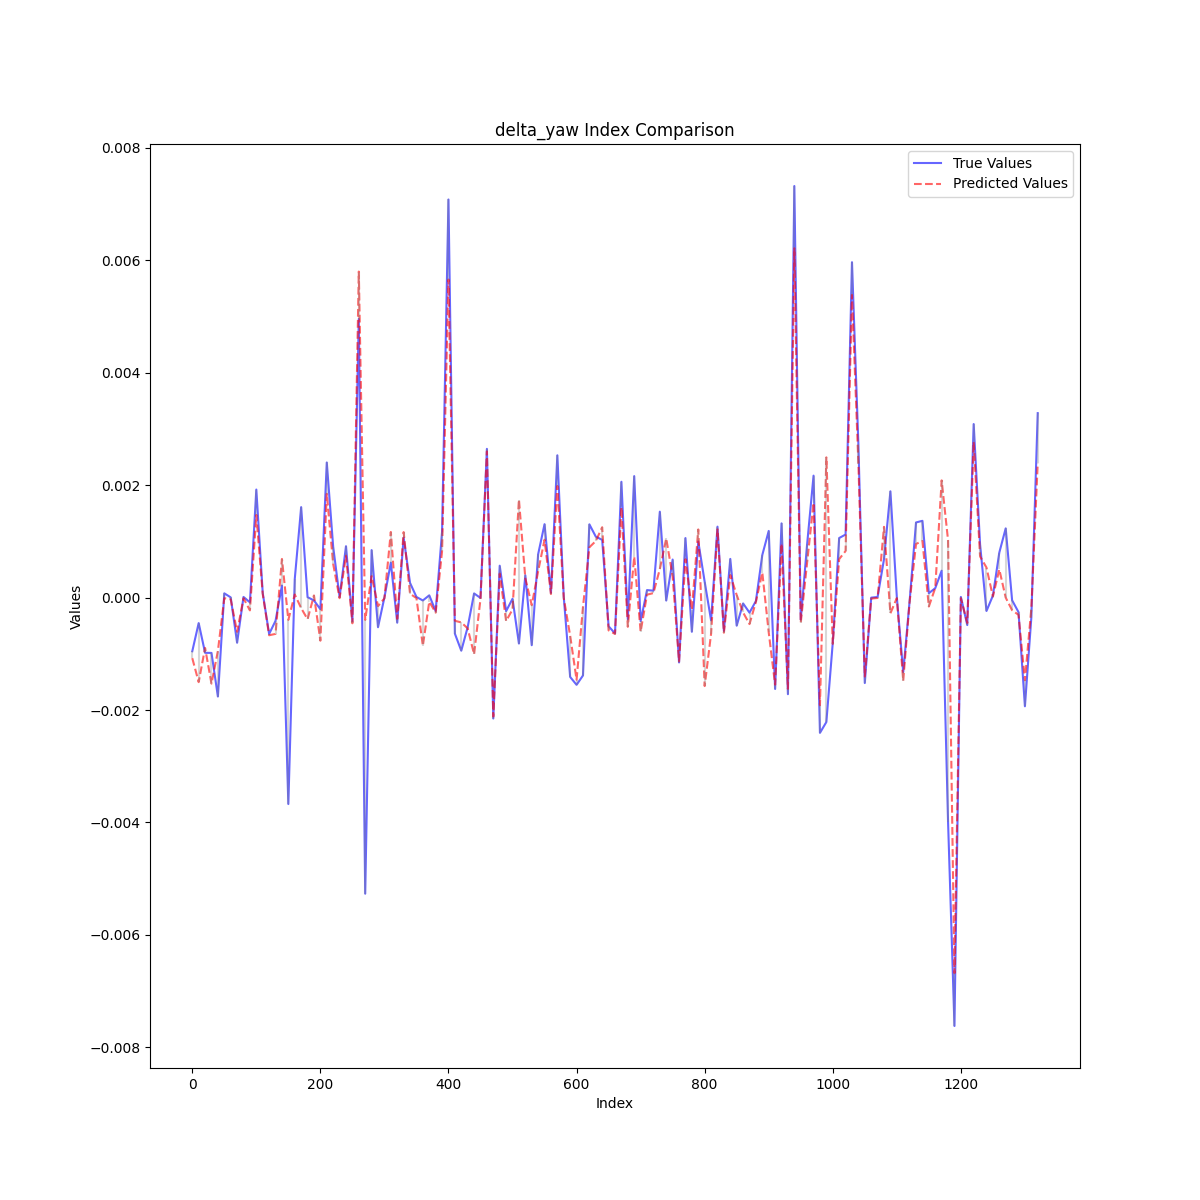 delta_yaw Index Comparison
True Values
Predicted Values
Values
0.008
0.006
0.004
0.002
0.000
−0.002
−0.004
−0.006
−0.008
0 200 400 600 800 1000 1200
Index